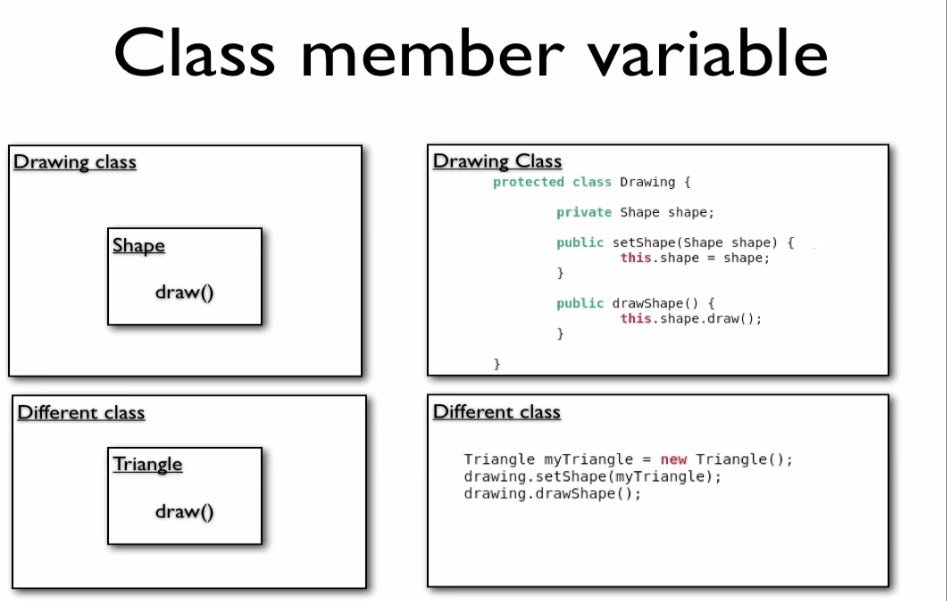 Class member variable
Drawing class
Shape
draw()
Drawing Class
protected class Drawing {
private Shape shape;
public setShape(Shape shape) {
this.shape = shape;
}
public drawShape() {
this.shape.draw();
}
}
Different class
Triangle
draw()
Different class
Triangle myTriangle = new Triangle();
drawing.setShape(myTriangle);
drawing.drawShape();